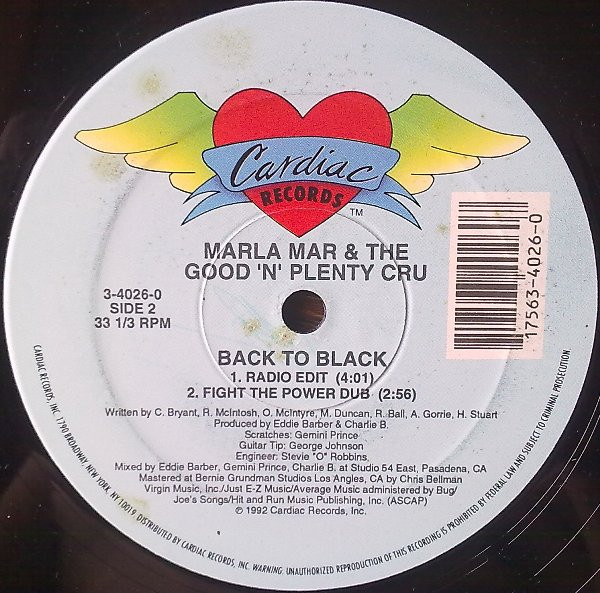 Cardiac
RECORDS
TM
MARLA MAR & THE
GOOD 'N' PLENTY CRU
3-4026-0
SIDE 2
33 1/3 RPM
17563-4026-0
BACK TO BLACK
1. RADIO EDIT (4:01)
2. FIGHT THE POWER DUB (2:56)
Written by C. Bryant, R. McIntosh, O. McIntyre, M. Duncan, R. Ball, A. Gorrie, H. Stuart
Produced by Eddie Barber & Charlie B.
Scratches: Gemini Prince
Guitar Tip: George Johnson
Engineer: Stevie "O" Robbins,
Mixed by Eddie Barber, Gemini Prince, Charlie B. at Studio 54 East, Pasadena, CA
Mastered at Bernie Grundman Studios Los Angles, CA by Chris Bellman
Virgin Music, Inc./Just E-Z Music/Average Music administered by Bug/
Joe's Songs/Hit and Run Music Publishing, Inc. (ASCAP)
© 1992 Cardiac Records, Inc.
CARDIAC RECORDS, INC. 1790 BROADWAY, NEW YORK, NY 10019. DISTRIBUTED BY CARDIAC RECORDS, INC. WARNING: UNAUTHORIZED REPRODUCTION OF THIS RECORDING IS PROHIBITED BY FEDERAL LAW AND SUBJECT TO CRIMINAL PROSECUTION.